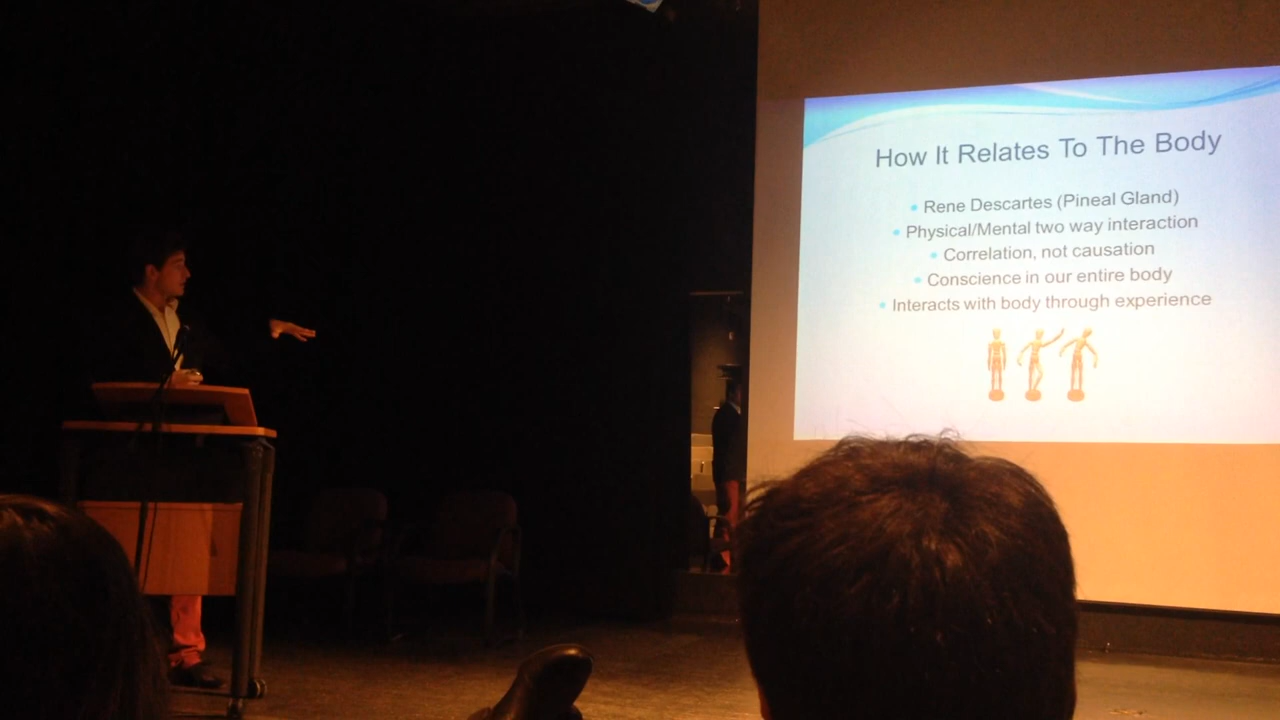 How It Relates To The Body
• Rene Descartes (Pineal Gland)
• Physical/Mental two way interaction
• Correlation, not causation
• Conscience in our entire body
• Interacts with body through experience